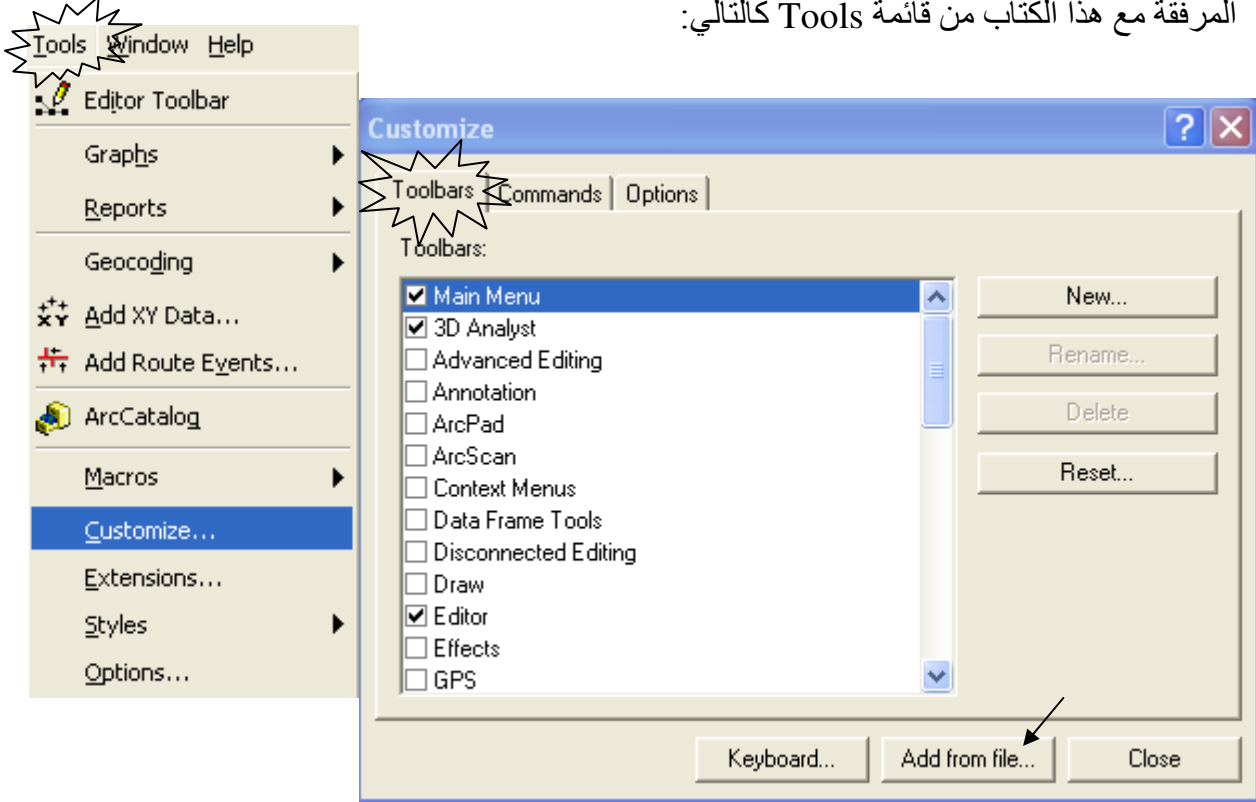 المرفقة مع هذا الكتاب من قائمة Tools كالتالي:
Tools Window Help
Editor Toolbar
Graphs
Reports
Geocoding
Add XY Data...
Add Route Events...
ArcCatalog
Macros
Customize...
Extensions...
Styles
Options...
Customize
Toolbars Commands Options
Toolbars:
Main Menu
3D Analyst
Advanced Editing
Annotation
ArcPad
ArcScan
Context Menus
Data Frame Tools
Disconnected Editing
Draw
Editor
Effects
GPS
New...
Rename...
Delete
Reset...
Keyboard... Add from file... Close